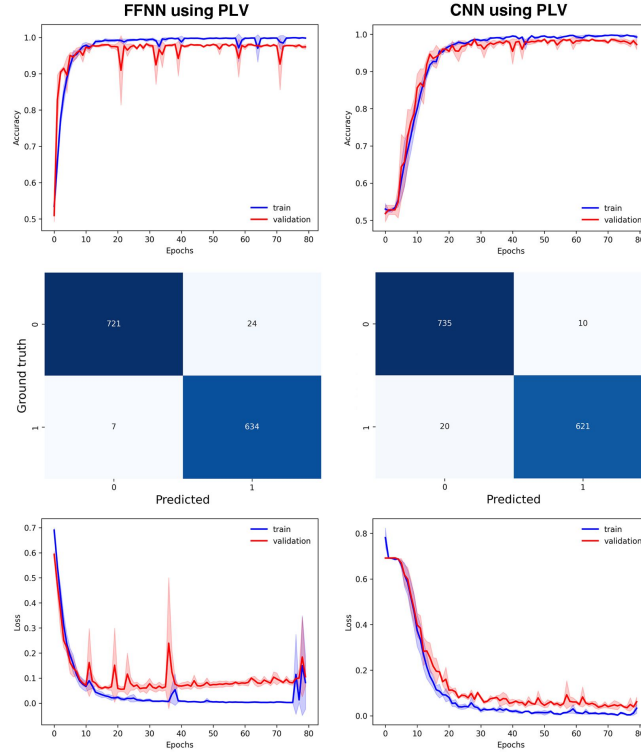 FFNN using PLV
CNN using PLV
1.0
0.9
0.8
0.7
0.6
0.5
Accuracy
0 10 20 30 40 50 60 70 80
Epochs
train
validation
1.0
0.9
0.8
0.7
0.6
0.5
Accuracy
0 10 20 30 40 50 60 70 80
Epochs
train
validation
Ground truth
0
1
721 24
7 634
0 1
Predicted
0
1
735 10
20 621
0 1
Predicted
0.7
0.6
0.5
0.4
0.3
0.2
0.1
0.0
Loss
0 10 20 30 40 50 60 70 80
Epochs
train
validation
0.8
0.6
0.4
0.2
0.0
Loss
0 10 20 30 40 50 60 70 80
Epochs
train
validation